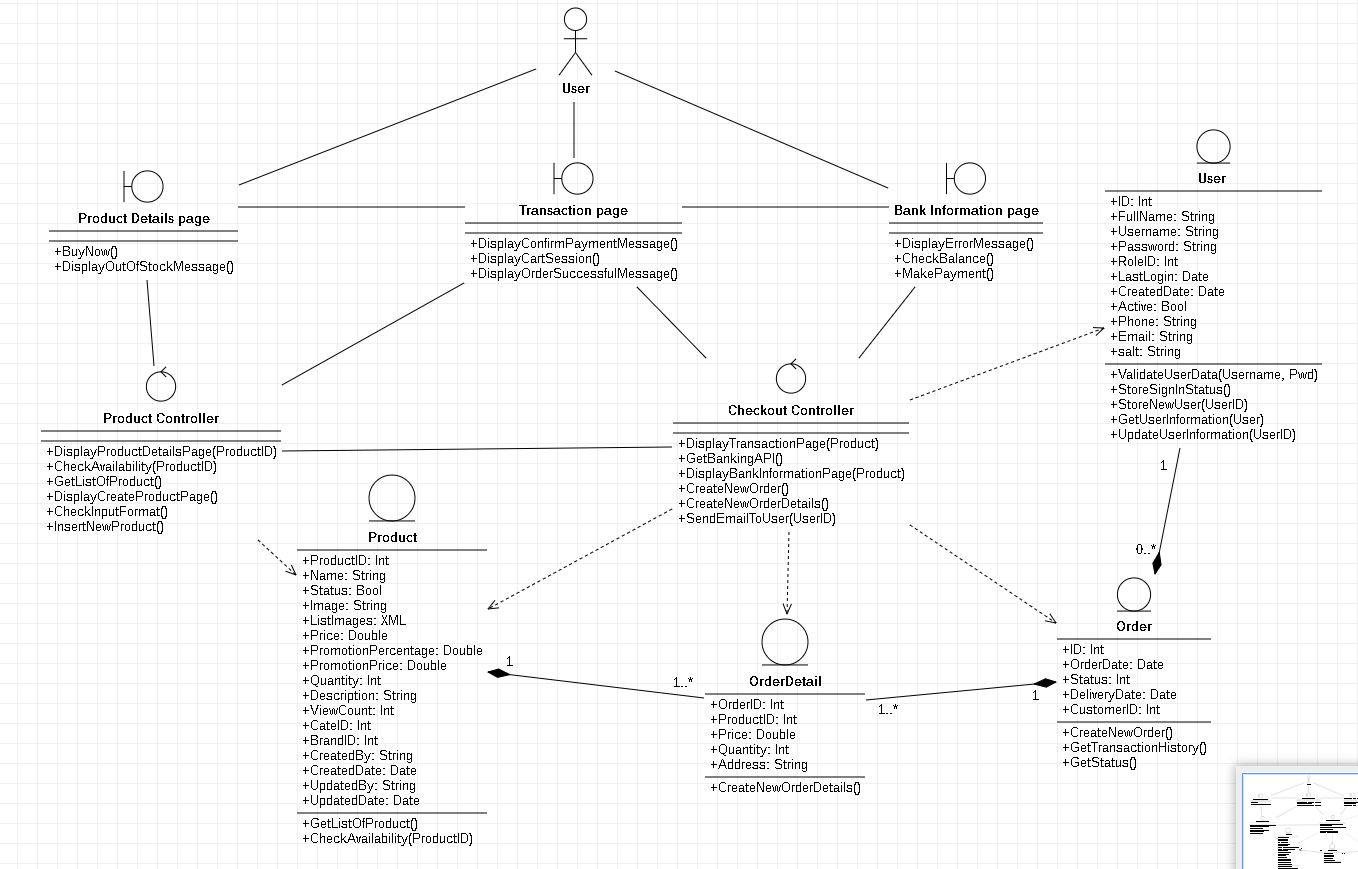 User
Product Details page
+BuyNow()
+DisplayOutOfStockMessage()
Transaction page
+DisplayConfirmPaymentMessage()
+DisplayCartSession()
+DisplayOrderSuccessfulMessage()
Bank Information page
+DisplayErrorMessage()
+CheckBalance()
+MakePayment()
User
+ID: Int
+FullName: String
+Username: String
+Password: String
+RoleID: Int
+LastLogin: Date
+CreatedDate: Date
+Active: Bool
+Phone: String
+Email: String
+salt: String
+ValidateUserData(Username, Pwd)
+StoreSignInStatus()
+StoreNewUser(UserID)
+GetUserInformation(User)
+UpdateUserInformation(UserID)
Product Controller
+DisplayProductDetailsPage(ProductID)
+CheckAvailability(ProductID)
+GetListOfProduct()
+DisplayCreateProductPage()
+CheckInputFormat()
+InsertNewProduct()
Checkout Controller
+DisplayTransactionPage(Product)
+GetBankingAPI()
+DisplayBankInformationPage(Product)
+CreateNewOrder()
+CreateNewOrderDetails()
+SendEmailToUser(UserID)
1
0..*
Product
+ProductID: Int
+Name: String
+Status: Bool
+Image: String
+ListImages: XML
+Price: Double
+PromotionPercentage: Double
+PromotionPrice: Double
+Quantity: Int
+Description: String
+ViewCount: Int
+CateID: Int
+BrandID: Int
+CreatedBy: String
+CreatedDate: Date
+UpdatedBy: String
+UpdatedDate: Date
+GetListOfProduct()
+CheckAvailability(ProductID)
1
1..*
OrderDetail
+OrderID: Int
+ProductID: Int
+Price: Double
+Quantity: Int
+Address: String
+CreateNewOrderDetails()
1..*
1
Order
+ID: Int
+OrderDate: Date
+Status: Int
+DeliveryDate: Date
+CustomerID: Int
+CreateNewOrder()
+GetTransactionHistory()
+GetStatus()